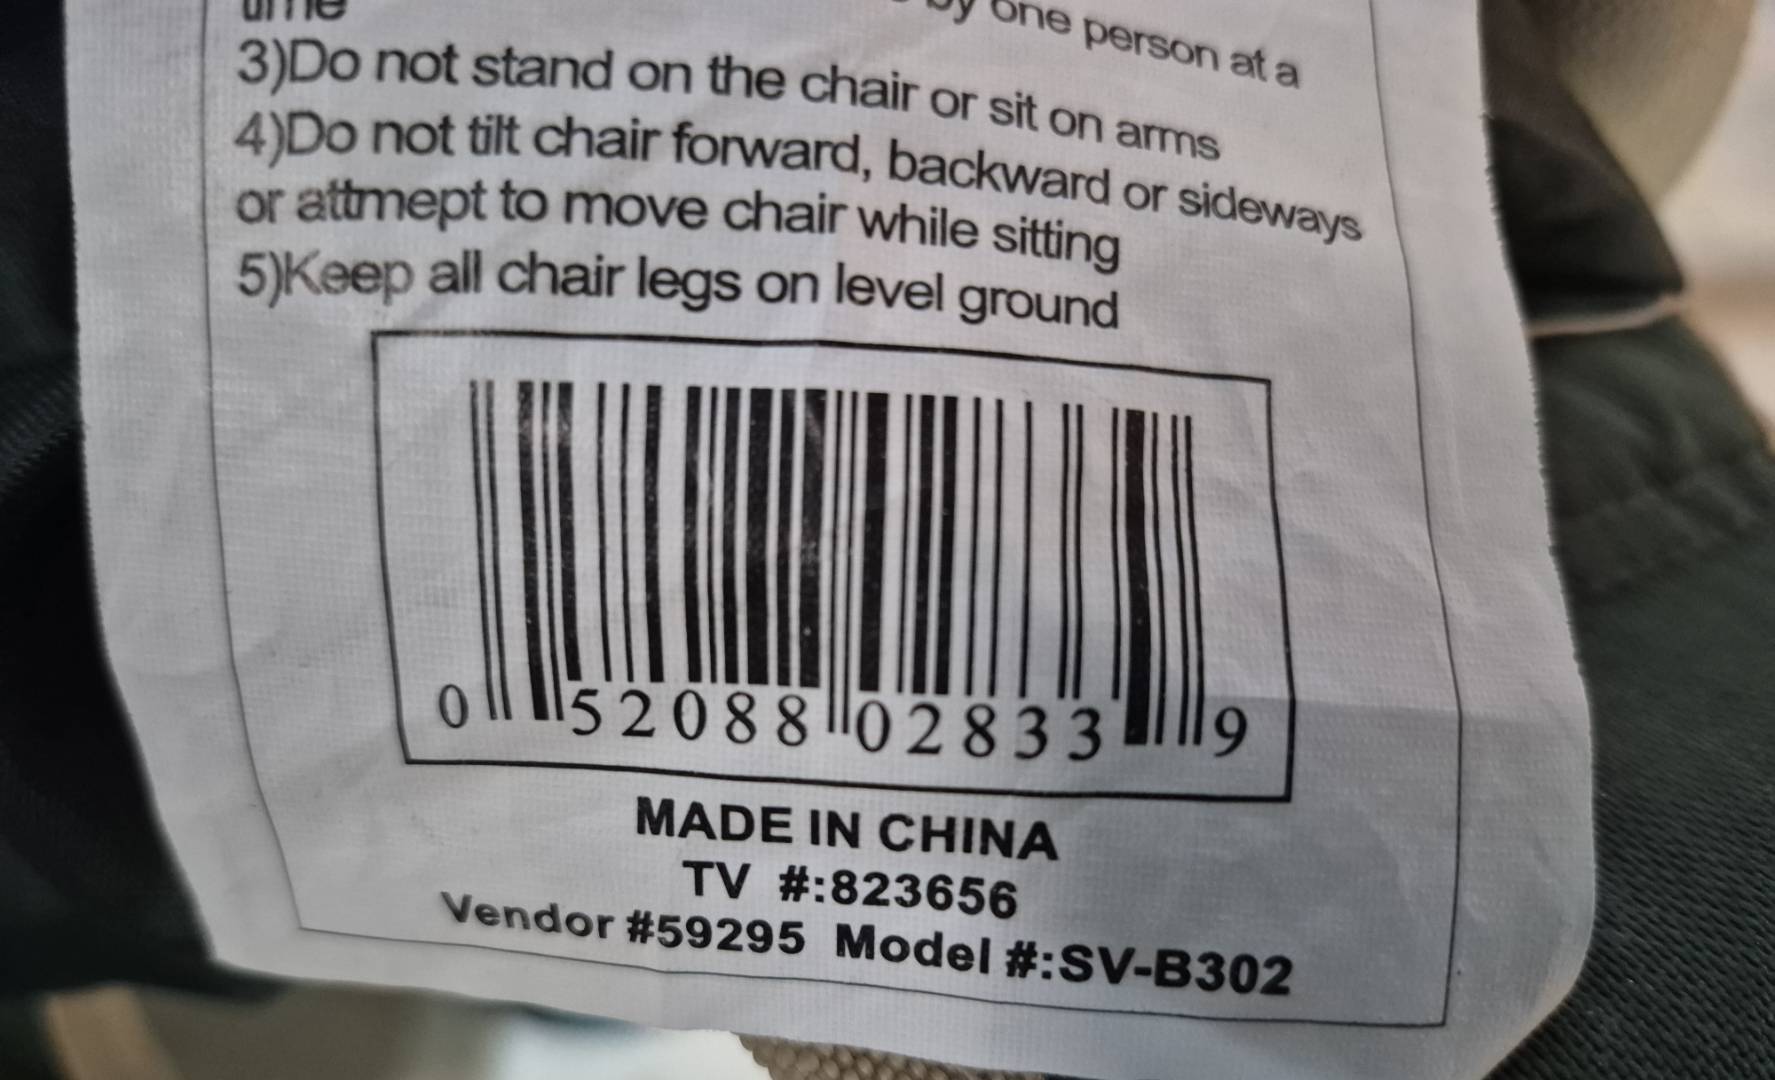 by one person at a
time
3)Do not stand on the chair or sit on arms
4)Do not tilt chair forward, backward or sideways
or attmept to move chair while sitting
5)Keep all chair legs on level ground
0 52088 02833 9
MADE IN CHINA
TV #:823656
Vendor #59295 Model #:SV-B302